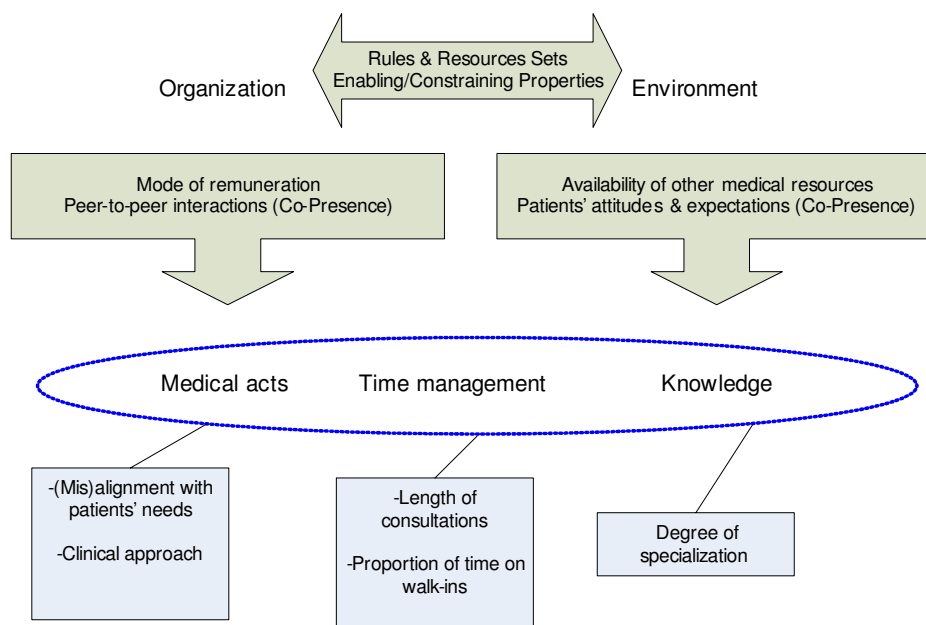 Rules & Resources Sets
Enabling/Constraining Properties
Organization
Environment
Mode of remuneration
Peer-to-peer interactions (Co-Presence)
Availability of other medical resources
Patients' attitudes & expectations (Co-Presence)
Medical acts
Time management
Knowledge
-(Mis)alignment with
patients' needs
-Clinical approach
-Length of
consultations
-Proportion of time on
walk-ins
Degree of
specialization